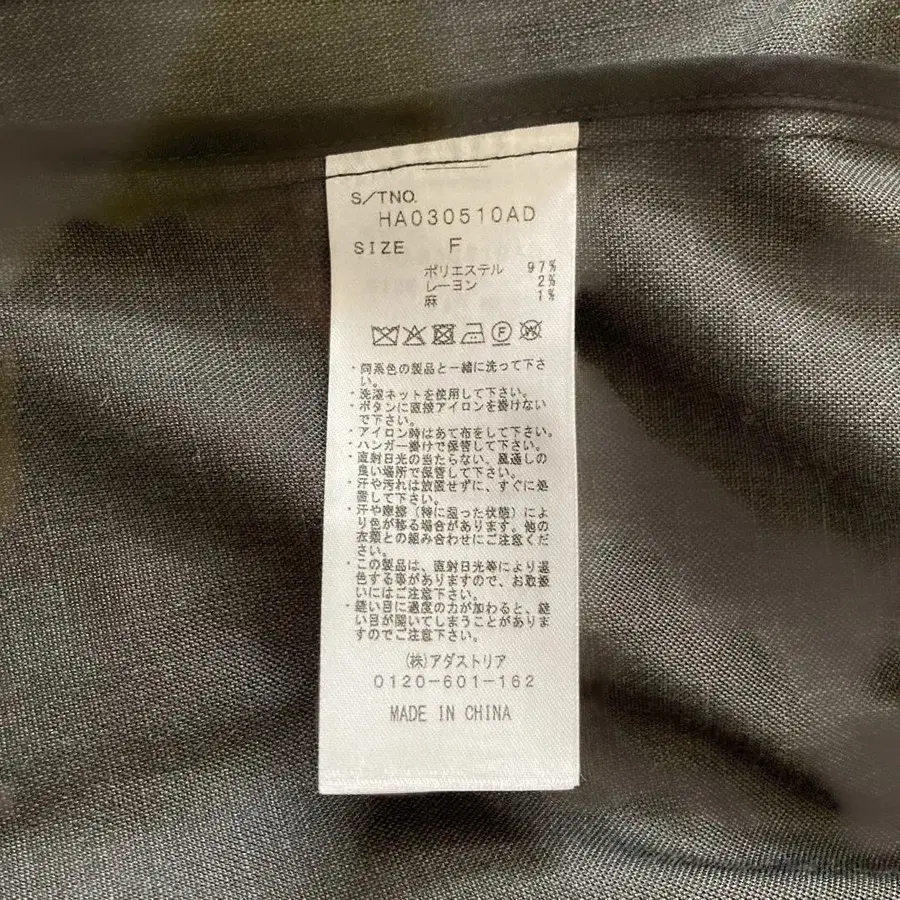 S/TNO.
HA030510AD
SIZE F
ポリエステル 97%
レーヨン 2%
麻 1%
F
W
・同系色の製品と一緒に洗って下さ
い。
・洗濯ネットを使用して下さい。
・ボタンに直接アイロンを掛けない
で下さい。
・アイロン時はあて布をして下さい。
・ハンガー掛けで保管して下さい。
・直射日光の当たらない、風通しの
良い場所で保管して下さい。
・汗や汚れは放置せずに、すぐに処
置して下さい。
・汗や摩擦(特に湿った状態)によ
り色が移る場合があります。他の
衣類との組み合わせにご注意くだ
さい。
・この製品は、直射日光等により退
色する事がありますので、お取扱
いにはご注意下さい。
・縫い目に過度の力が加わると、縫
い目が開いてしまうことがありま
すのでご注意下さい。
(株)アダストリア
0120-601-162
MADE IN CHINA